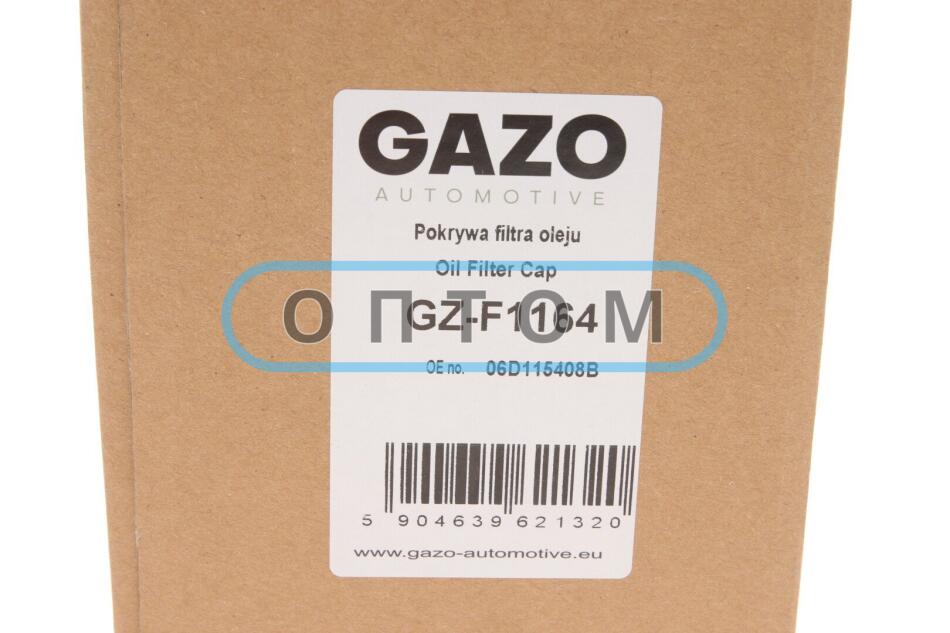 GAZO
AUTOMOTIVE
Pokrywa filtra oleju
Oil Filter Cap
GZ-F1164
ОПТОМ
OE no. 06D115408B
5 904639 621320
www.gazo-automotive.eu